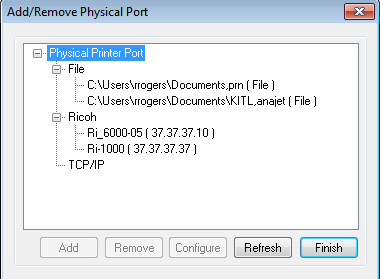 Add/Remove Physical Port
Physical Printer Port
File
C:\Users\rrogers\Documents,prn ( File )
C:\Users\rrogers\Documents\KITL,anajet ( File )
Ricoh
Ri_6000-05 ( 37.37.37.10 )
Ri-1000 ( 37.37.37.37 )
TCP/IP
Add Remove Configure Refresh Finish